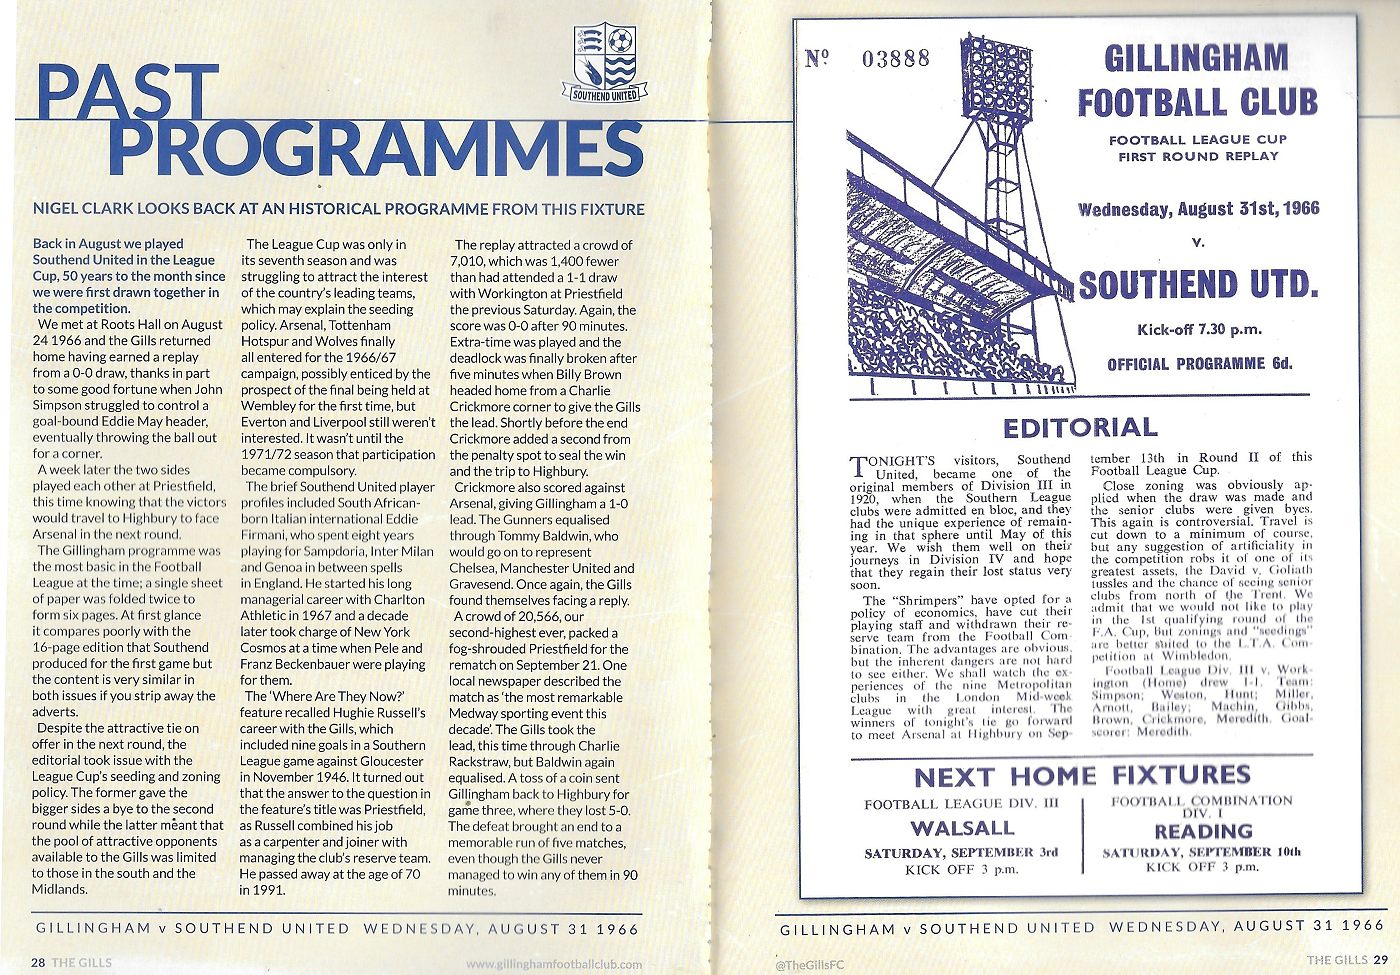 SOUTHEND UNITED
PAST
PROGRAMMES
NIGEL CLARK LOOKS BACK AT AN HISTORICAL PROGRAMME FROM THIS FIXTURE
Back in August we played
Southend United in the League
Cup, 50 years to the month since
we were first drawn together in
the competition.
We met at Roots Hall on August
24 1966 and the Gills returned
home having earned a replay
from a 0-0 draw, thanks in part
to some good fortune when John
Simpson struggled to control a
goal-bound Eddie May header,
eventually throwing the ball out
for a corner.
A week later the two sides
played each other at Priestfield,
this time knowing that the victors
would travel to Highbury to face
Arsenal in the next round.
The Gillingham programme was
the most basic in the Football
League at the time; a single sheet
of paper was folded twice to
form six pages. At first glance
it compares poorly with the
16-page edition that Southend
produced for the first game but
the content is very similar in
both issues if you strip away the
adverts.
Despite the attractive tie on
offer in the next round, the
editorial took issue with the
League Cup's seeding and zoning
policy. The former gave the
bigger sides a bye to the second
round while the latter meant that
the pool of attractive opponents
available to the Gills was limited
to those in the south and the
Midlands.
The League Cup was only in
its seventh season and was
struggling to attract the interest
of the country's leading teams,
which may explain the seeding
policy. Arsenal, Tottenham
Hotspur and Wolves finally
all entered for the 1966/67
campaign, possibly enticed by the
prospect of the final being held at
Wembley for the first time, but
Everton and Liverpool still weren't
interested. It wasn't until the
1971/72 season that participation
became compulsory.
The brief Southend United player
profiles included South African-
born Italian international Eddie
Firmani, who spent eight years
playing for Sampdoria, Inter Milan
and Genoa in between spells
in England. He started his long
managerial career with Charlton
Athletic in 1967 and a decade
later took charge of New York
Cosmos at a time when Pele and
Franz Beckenbauer were playing
for them.
The 'Where Are They Now?'
feature recalled Hughie Russell's
career with the Gills, which
included nine goals in a Southern
League game against Gloucester
in November 1946. It turned out
that the answer to the question in
the feature's title was Priestfield,
as Russell combined his job
as a carpenter and joiner with
managing the club's reserve team.
He passed away at the age of 70
in 1991.
The replay attracted a crowd of
7,010, which was 1,400 fewer
than had attended a 1-1 draw
with Workington at Priestfield
the previous Saturday. Again, the
score was 0-0 after 90 minutes.
Extra-time was played and the
deadlock was finally broken after
five minutes when Billy Brown
headed home from a Charlie
Crickmore corner to give the Gills
the lead. Shortly before the end
Crickmore added a second from
the penalty spot to seal the win
and the trip to Highbury.
Crickmore also scored against
Arsenal, giving Gillingham a 1-0
lead. The Gunners equalised
through Tommy Baldwin, who
would go on to represent
Chelsea, Manchester United and
Gravesend. Once again, the Gills
found themselves facing a reply.
A crowd of 20,566, our
second-highest ever, packed a
fog-shrouded Priestfield for the
rematch on September 21. One
local newspaper described the
match as 'the most remarkable
Medway sporting event this
decade'. The Gills took the
lead, this time through Charlie
Rackstraw, but Baldwin again
equalised. A toss of a coin sent
Gillingham back to Highbury for
game three, where they lost 5-0.
The defeat brought an end to a
memorable run of five matches,
even though the Gills never
managed to win any of them in 90
minutes.
GILLINGHAM v SOUTHEND UNITED WEDNESDAY, AUGUST 31 1966
28 THE GILLS
www.gillinghamfootballclub.com
Nº 03888
GILLINGHAM
FOOTBALL CLUB
FOOTBALL LEAGUE CUP
FIRST ROUND REPLAY
Wednesday, August 31st, 1966
v.
SOUTHEND UTD.
Kick-off 7.30 p.m.
OFFICIAL PROGRAMME 6d.
EDITORIAL
TONIGHT'S visitors, Southend
United, became one of the
original members of Division III in
1920, when the Southern League
clubs were admitted en bloc, and they
had the unique experience of remain-
ing in that sphere until May of this
year. We wish them well on their
journeys in Division IV and hope
that they regain their lost status very
soon.
The "Shrimpers" have opted for a
policy of economies, have cut their
playing staff and withdrawn their re-
serve team from the Football Com-
bination. The advantages are obvious,
but the inherent dangers are not hard
to see either. We shall watch the ex-
periences of the nine Metropolitan
clubs in the London Mid-week
League with great interest. The
winners of tonight's tie go forward
to meet Arsenal at Highbury on Sep-
tember 13th in Round II of this
Football League Cup.
Close zoning was obviously ap-
plied when the draw was made and
the senior clubs were given byes.
This again is controversial. Travel is
cut down to a minimum of course,
but any suggestion of artificiality in
the competition robs it of one of its
greatest assets, the David v. Goliath
tussles and the chance of seeing senior
clubs from north of the Trent. We
admit that we would not like to play
in the 1st qualifying round of the
F.A. Cup, but zonings and "seedings"
are better suited to the L.T.A. Com-
petition at Wimbledon.
Football League Div. III v. Work-
ington (Home) drew 1-1. Team:
Simpson; Weston, Hunt; Miller,
Arnott, Bailey; Machin, Gibbs,
Brown, Crickmore, Meredith. Goal-
scorer: Meredith.
NEXT HOME FIXTURES
FOOTBALL LEAGUE DIV. III
WALSALL
SATURDAY, SEPTEMBER 3rd
KICK OFF 3 p.m.
FOOTBALL COMBINATION
DIV. I
READING
SATURDAY, SEPTEMBER 10th
KICK OFF 3 p.m.
GILLINGHAM v SOUTHEND UNITED WEDNESDAY, AUGUST 31 1966
@TheGillsFC
THE GILLS 29